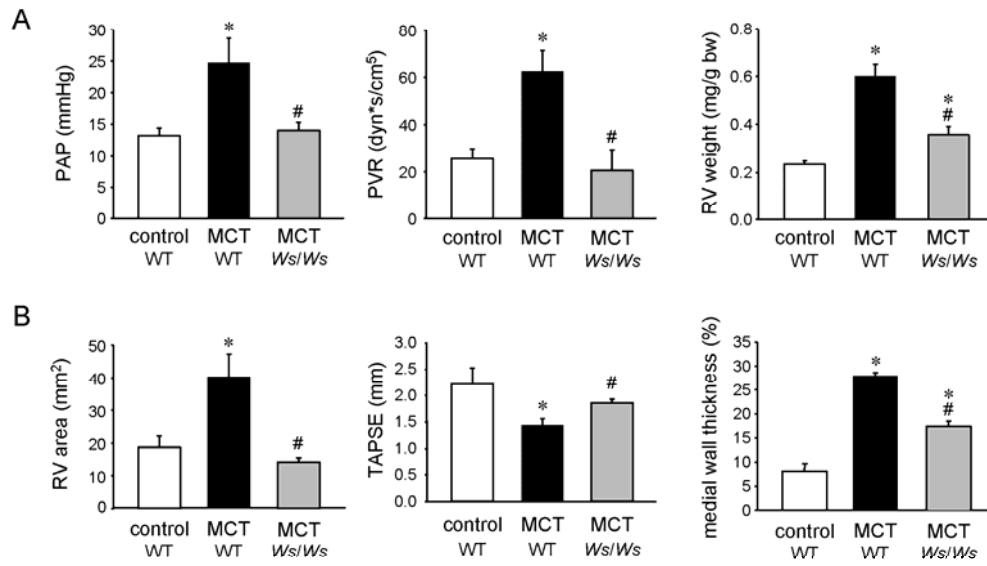 A
PAP (mmHg)
30
25
20
15
10
5
0
*
#
control MCT MCT
WT WT Ws/Ws
PVR (dyn*s/cm⁵)
80
60
40
20
0
*
#
control MCT MCT
WT WT Ws/Ws
RV weight (mg/g bw)
0.8
0.6
0.4
0.2
0.0
*
*
#
control MCT MCT
WT WT Ws/Ws
B
RV area (mm²)
50
40
30
20
10
0
*
#
control MCT MCT
WT WT Ws/Ws
TAPSE (mm)
3.0
2.5
2.0
1.5
1.0
0.5
0.0
*
#
control MCT MCT
WT WT Ws/Ws
medial wall thickness (%)
35
30
25
20
15
10
5
0
*
*
#
control MCT MCT
WT WT Ws/Ws